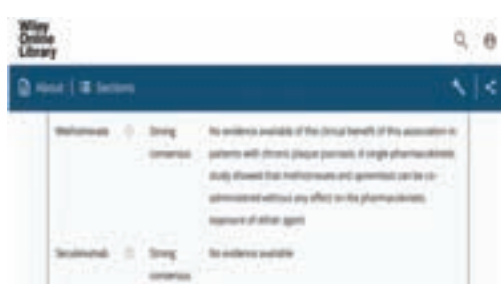 Wiley
Online
Library
About
Sections
Methotrexate
Strong
consensus
No evidence available of the clinical benefit of this association in
patients with chronic plaque psoriasis. A single pharmacokinetic
study showed that methotrexate and apremilast can be co-
administered without any effect on the pharmacokinetic
exposure of either agent
Secukinumab
Strong
consensus
No evidence available